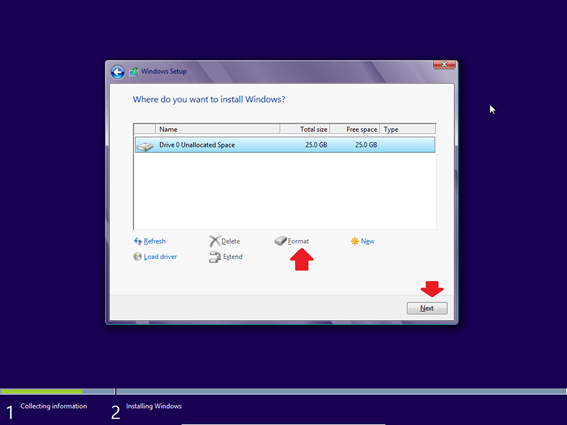 Windows Setup
Where do you want to install Windows?
Name Total size Free space Type
Drive 0 Unallocated Space 25.0 GB 25.0 GB
Refresh Delete Format New
Load driver Extend
Next
1 Collecting information 2 Installing Windows